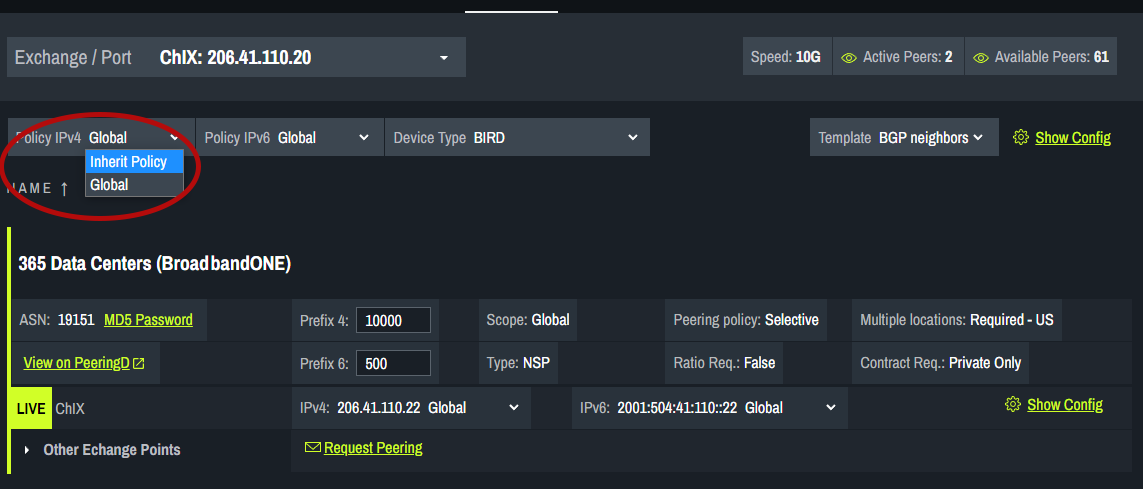 Exchange / Port ChIX: 206.41.110.20 Speed: 10G Active Peers: 2 Available Peers: 61
Policy IPv4 Global Policy IPv6 Global Device Type BIRD Template BGP neighbors Show Config
Inherit Policy
Global
NAME ↑
365 Data Centers (BroadbandONE)
ASN: 19151 MD5 Password Prefix 4: 10000 Scope: Global Peering policy: Selective Multiple locations: Required - US
View on PeeringD Prefix 6: 500 Type: NSP Ratio Req.: False Contract Req.: Private Only
LIVE ChIX IPv4: 206.41.110.22 Global IPv6: 2001:504:41:110::22 Global Show Config
Other Echange Points Request Peering